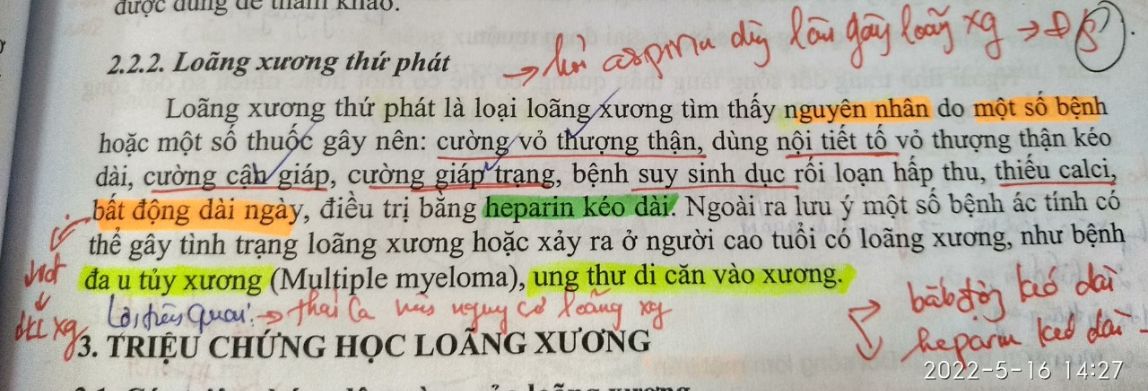 được dùng để tham khảo.
2.2.2. Loãng xương thứ phát
→ hỏi aspirin dùng lâu gây loãng xg → Đ/S?
Loãng xương thứ phát là loại loãng xương tìm thấy nguyên nhân do một số bệnh
hoặc một số thuốc gây nên: cường vỏ thượng thận, dùng nội tiết tố vỏ thượng thận kéo
dài, cường cận giáp, cường giáp trạng, bệnh suy sinh dục rối loạn hấp thu, thiếu calci,
bất động dài ngày, điều trị bằng heparin kéo dài. Ngoài ra lưu ý một số bệnh ác tính có
thể gây tình trạng loãng xương hoặc xảy ra ở người cao tuổi có loãng xương, như bệnh
đa u tủy xương (Multiple myeloma), ung thư di căn vào xương.
xg
→ thải Ca nguy cơ loãng xg
bất động kéo dài
heparin kéo dài
3. TRIỆU CHỨNG HỌC LOÃNG XƯƠNG
2022-5-16 14:27